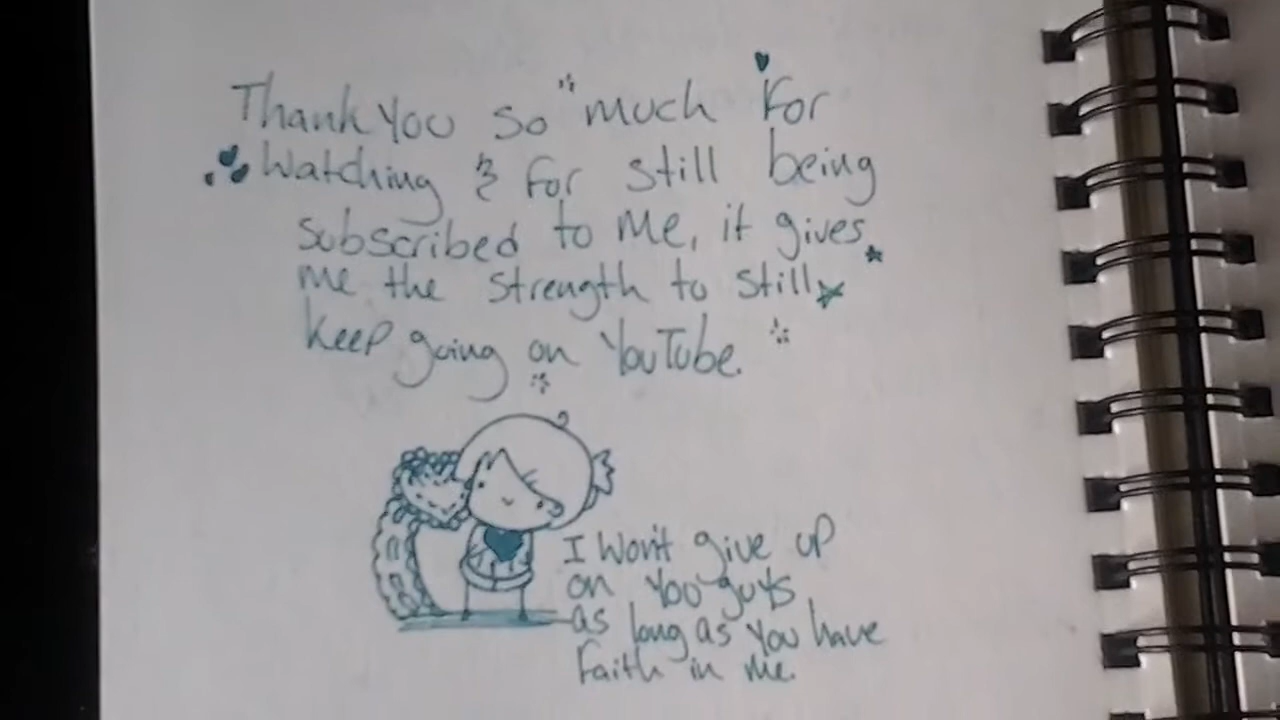 Thank you so much for
watching & for still being
subscribed to me, it gives
me the strength to still
keep going on YouTube.
I won't give up
on you guys
as long as you have
faith in me.